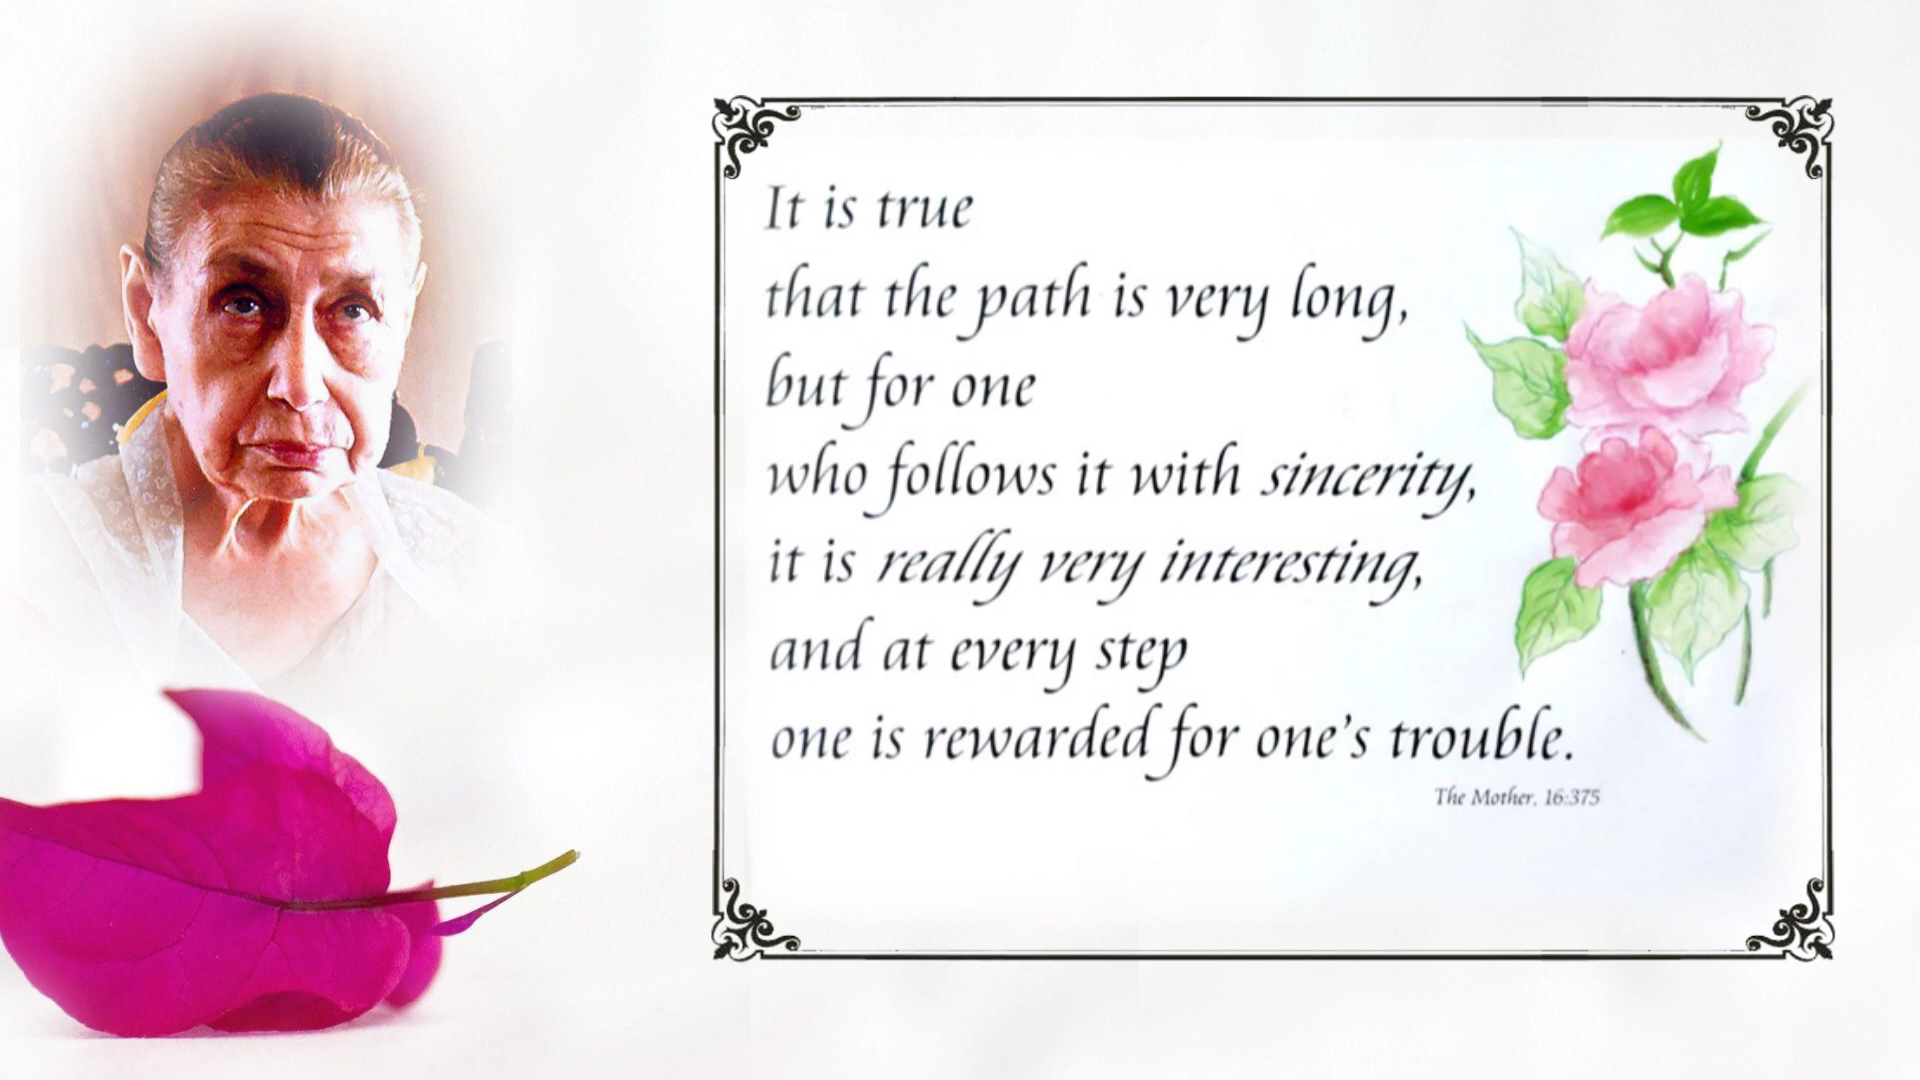 It is true
that the path is very long,
but for one
who follows it with sincerity,
it is really very interesting,
and at every step
one is rewarded for one's trouble.
The Mother, 16:375